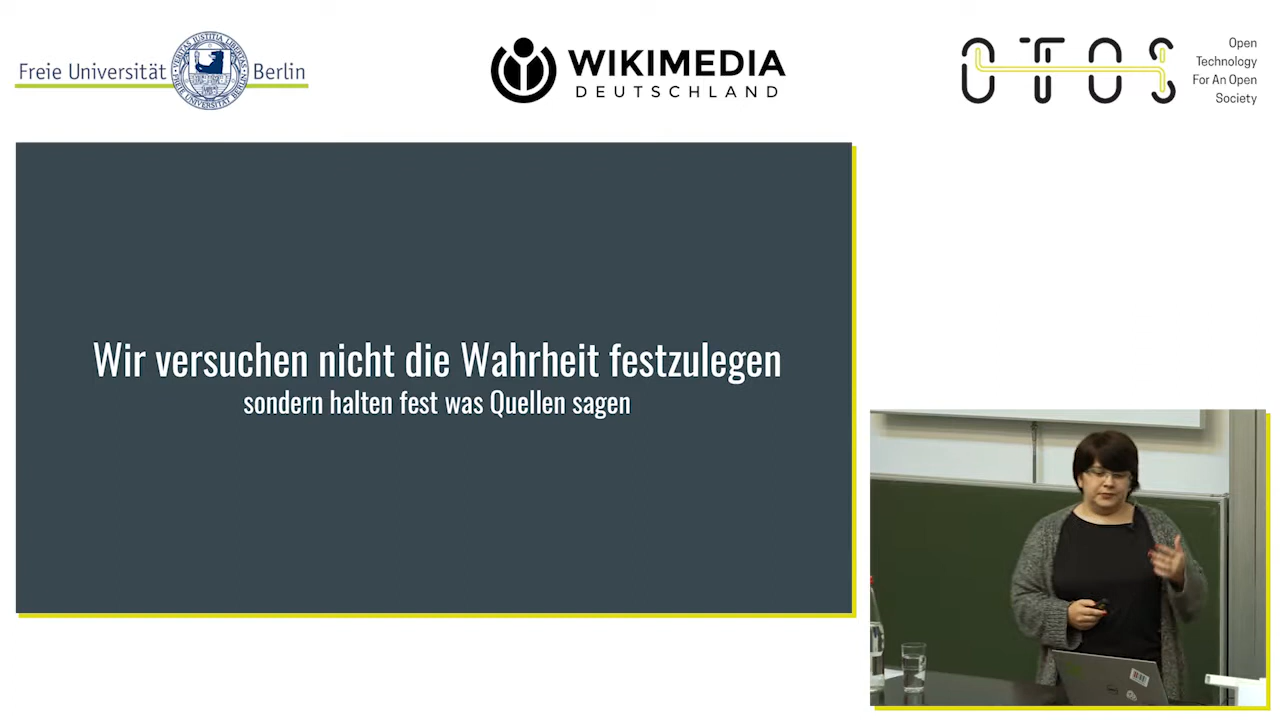 Freie Universität Berlin
WIKIMEDIA
DEUTSCHLAND
OTOS
Open
Technology
For An Open
Society
Wir versuchen nicht die Wahrheit festzulegen
sondern halten fest was Quellen sagen